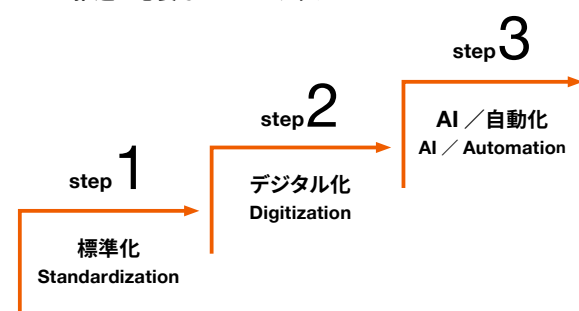 step 1
標準化
Standardization
step 2
デジタル化
Digitization
step 3
AI ／自動化
AI ／ Automation